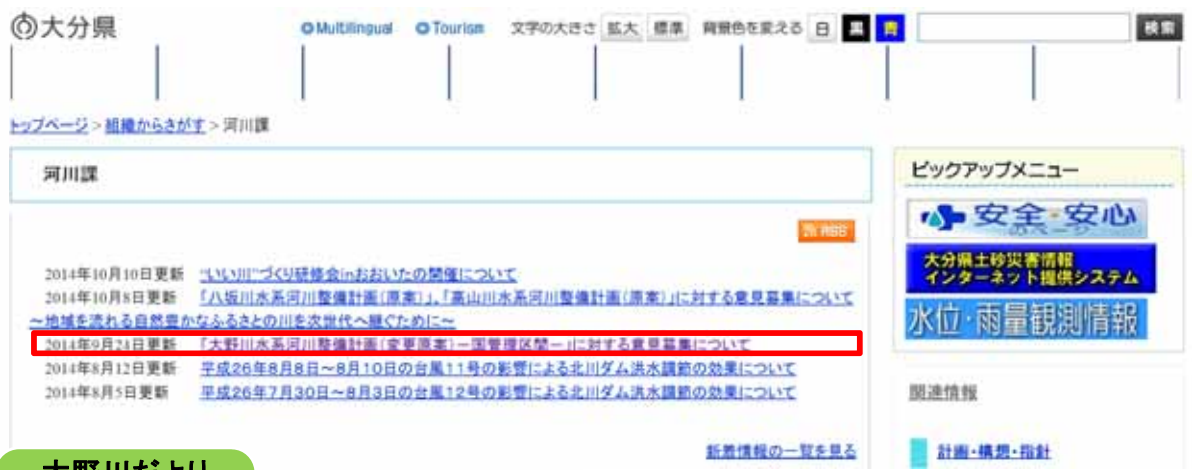 大分県
Multilingual Tourism 文字の大きさ 拡大 標準 背景色を変える 白 黒 青 検索
トップページ > 組織からさがす > 河川課
河川課
RSS
2014年10月10日更新 “いい川”づくり研修会inおおいたの開催について
2014年10月8日更新 「八坂川水系河川整備計画(原案)」、「高山川水系河川整備計画(原案)」に対する意見募集について
～地域を流れる自然豊かなふるさとの川を次世代へ継ぐために～
2014年9月24日更新 「大野川水系河川整備計画(変更原案)－国管理区間－」に対する意見募集について
2014年8月12日更新 平成26年8月8日～8月10日の台風11号の影響による北川ダム洪水調節の効果について
2014年8月5日更新 平成26年7月30日～8月3日の台風12号の影響による北川ダム洪水調節の効果について
新着情報の一覧を見る
ピックアップメニュー
安全・安心
のページ
大分県土砂災害情報
インターネット提供システム
水位・雨量観測情報
関連情報
計画・構想・指針
大野川だより